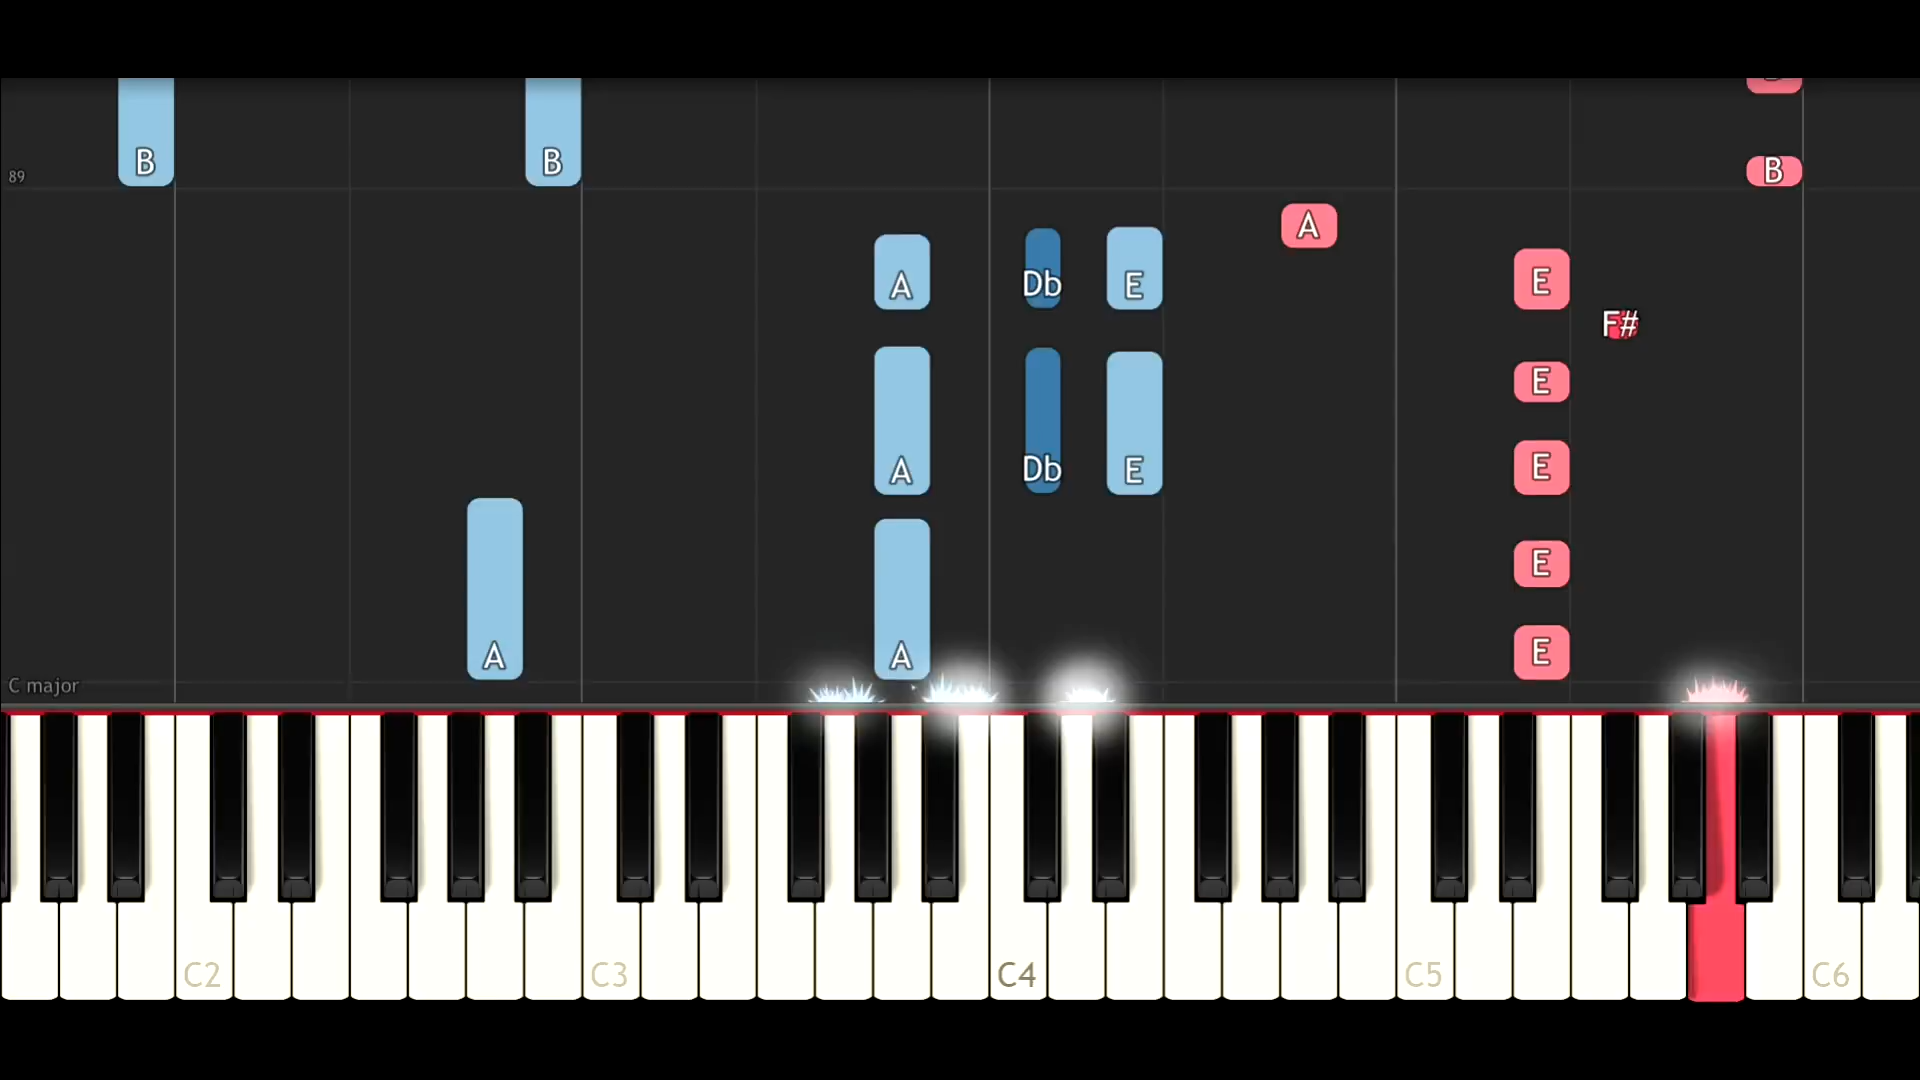 B B B
89
A
A Db E E
F#
E
A Db E E
E
A A E
C major
C2 C3 C4 C5 C6